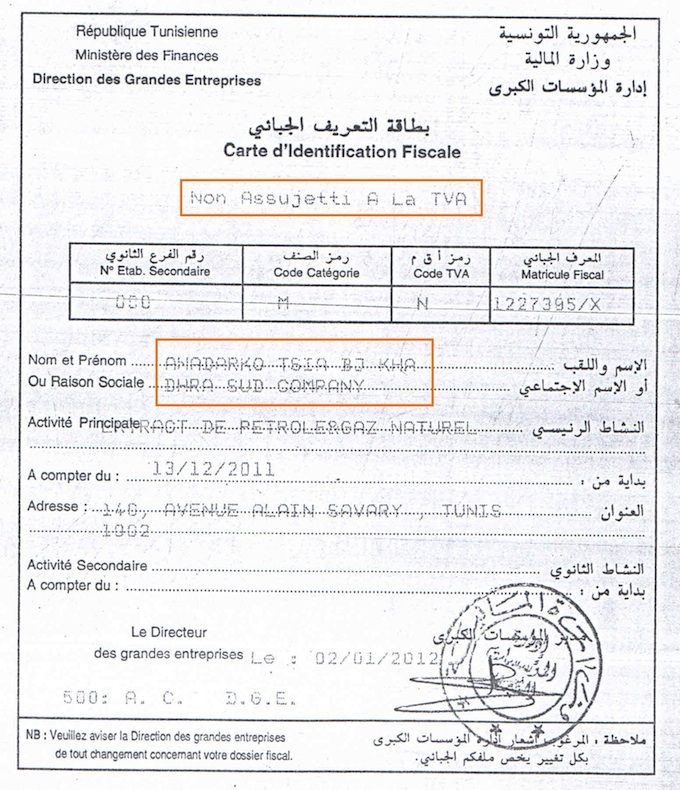 République Tunisienne
الجمهورية التونسية
Ministère des Finances
وزارة المالية
Direction des Grandes Entreprises
إدارة المؤسسات الكبرى
بطاقة التعريف الجبائي
Carte d'Identification Fiscale
Non Assujetti A La TVA
رقم الفرع الثانوي رمز الصنف رمز أ ق م المعرف الجبائي
N° Etab. Secondaire Code Catégorie Code TVA Matricule Fiscal
000 M N 1227395/X
Nom et Prénom ANADARKO T&IA BJ KHA الإسم واللقب
Ou Raison Sociale DHRA SUD COMPANY أو الإسم الإجتماعي
Activité Principale DE PETROLE&GAZ NATUREL النشاط الرئيسي
A compter du : 13/12/2011 بداية من :
Adresse : 140, AVENUE ALAIN SAVARY , TUNIS العنوان
1002
Activité Secondaire النشاط الثانوي
A compter du : بداية من :
Le Directeur
مدير المؤسسات الكبرى
des grandes entreprises Le : 02/01/2012
500: A. C. D.G.E.
NB : Veuillez aviser la Direction des grandes entreprises
de tout changement concernant votre dossier fiscal.
ملاحظة : المرغوب إشعار إدارة المؤسسات الكبرى
بكل تغيير يخص ملفكم الجبائي.